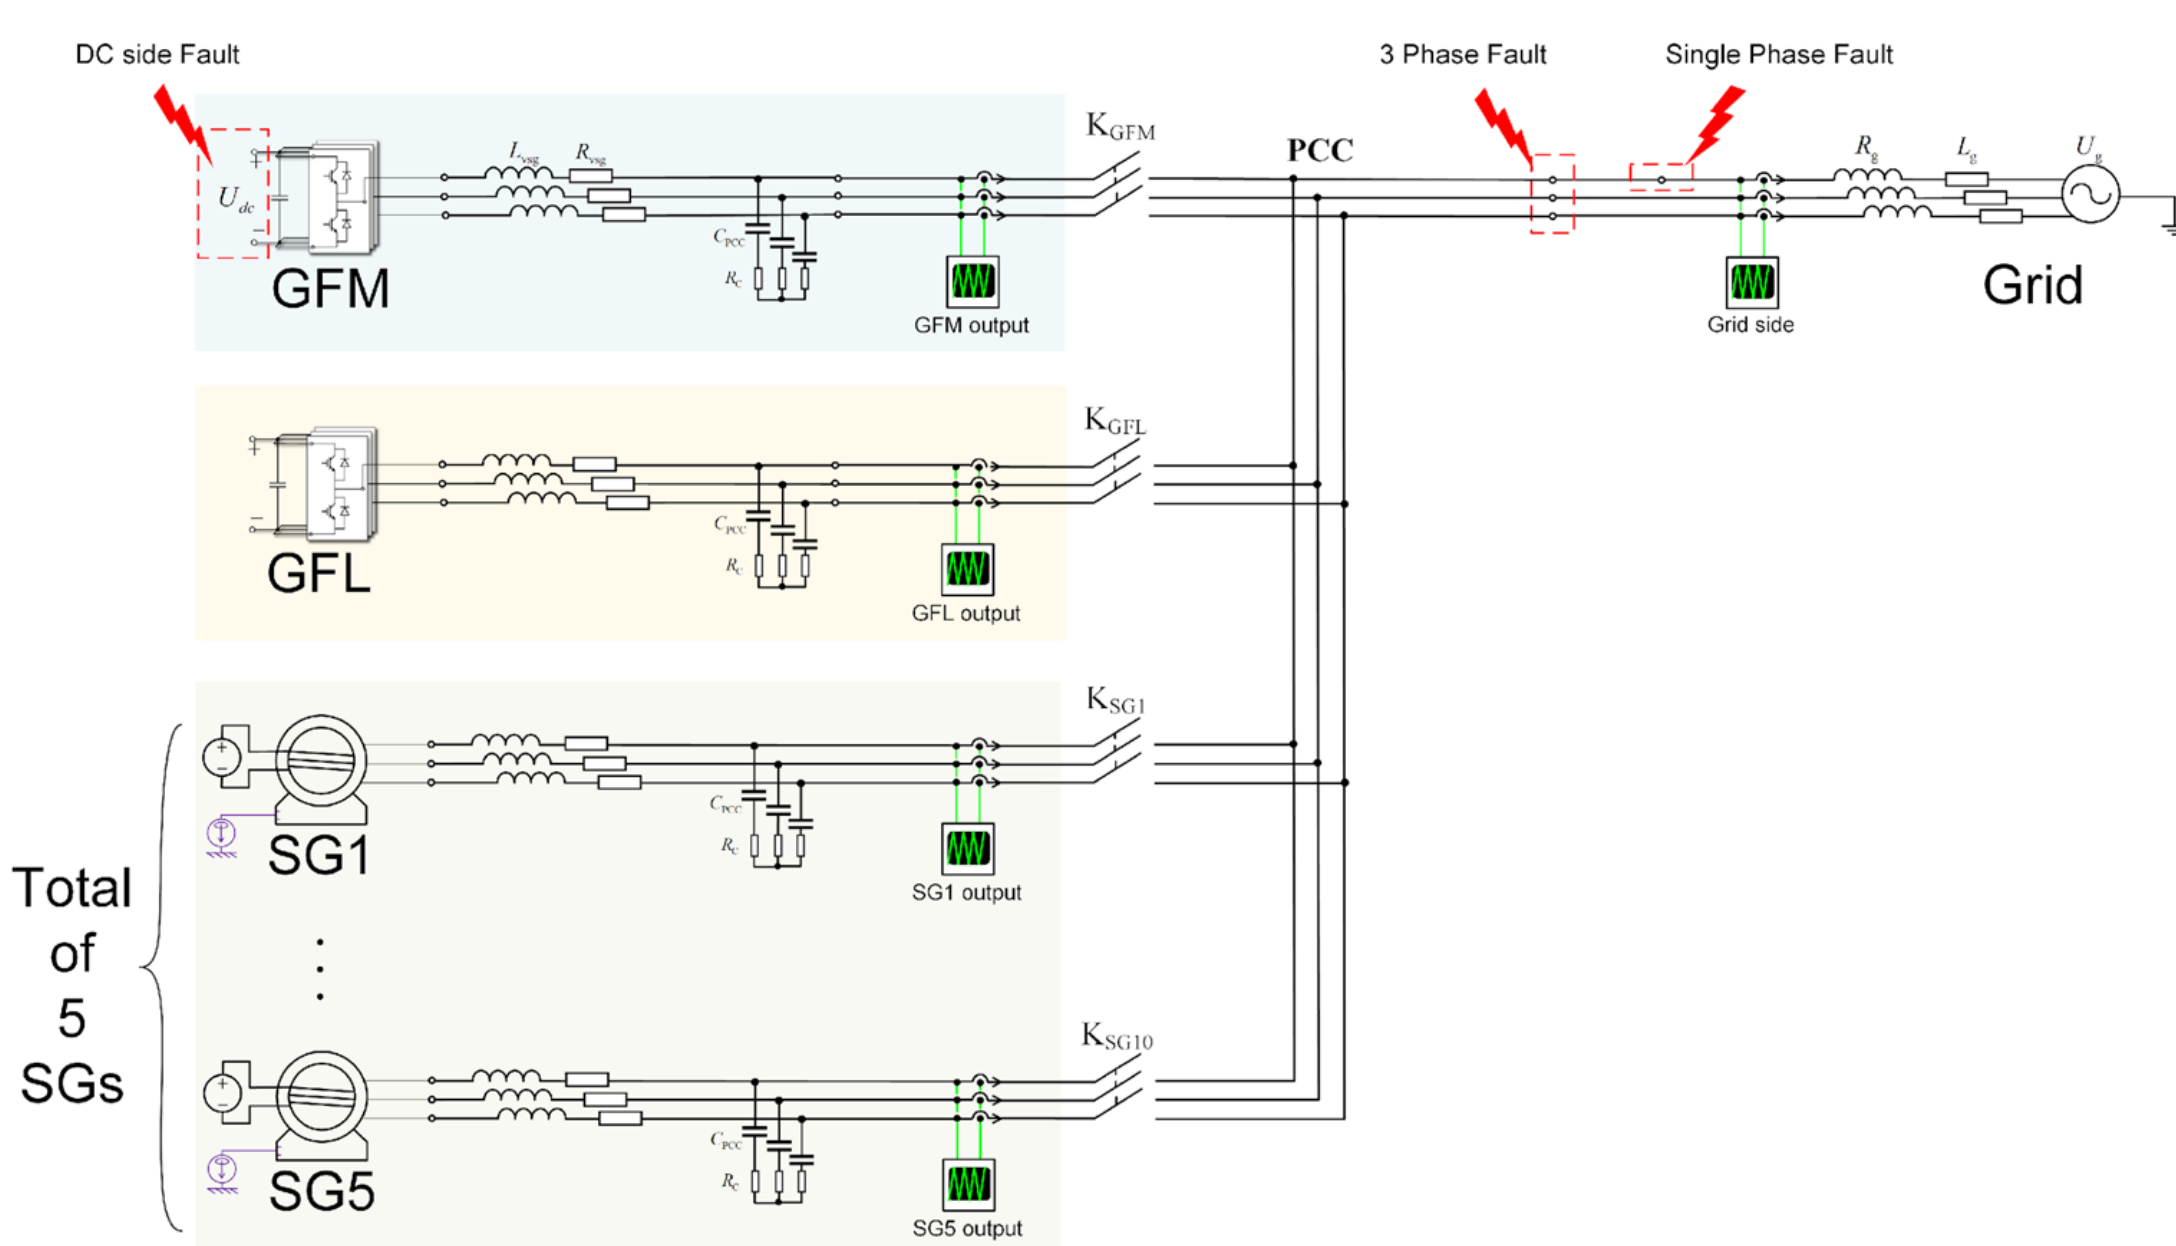 DC side Fault
3 Phase Fault
Single Phase Fault
L_vsg
R_vsg
K_GFM
PCC
R_g
L_g
U_g
+
U_dc
−
C_PCC
R_C
GFM
GFM output
Grid side
Grid
K_GFL
+
−
C_PCC
R_C
GFL
GFL output
K_SG1
+
−
C_PCC
R_C
SG1
SG1 output
Total
of
5
SGs
K_SG10
+
−
C_PCC
R_C
SG5
SG5 output